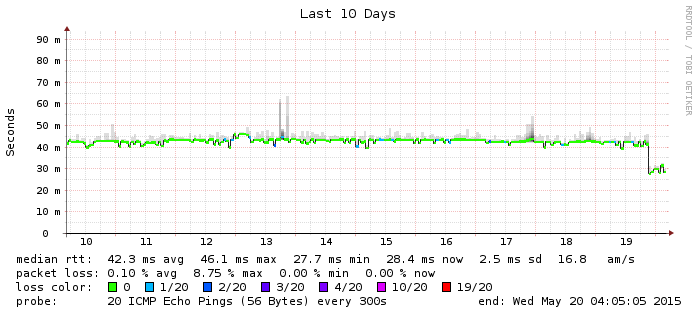 Last 10 Days
RRDTOOL / TOBI OETIKER
Seconds
90 m
80 m
70 m
60 m
50 m
40 m
30 m
20 m
10 m
0
10 11 12 13 14 15 16 17 18 19
median rtt: 42.3 ms avg 46.1 ms max 27.7 ms min 28.4 ms now 2.5 ms sd 16.8 am/s
packet loss: 0.10 % avg 8.75 % max 0.00 % min 0.00 % now
loss color: 0 1/20 2/20 3/20 4/20 10/20 19/20
probe: 20 ICMP Echo Pings (56 Bytes) every 300s end: Wed May 20 04:05:05 2015